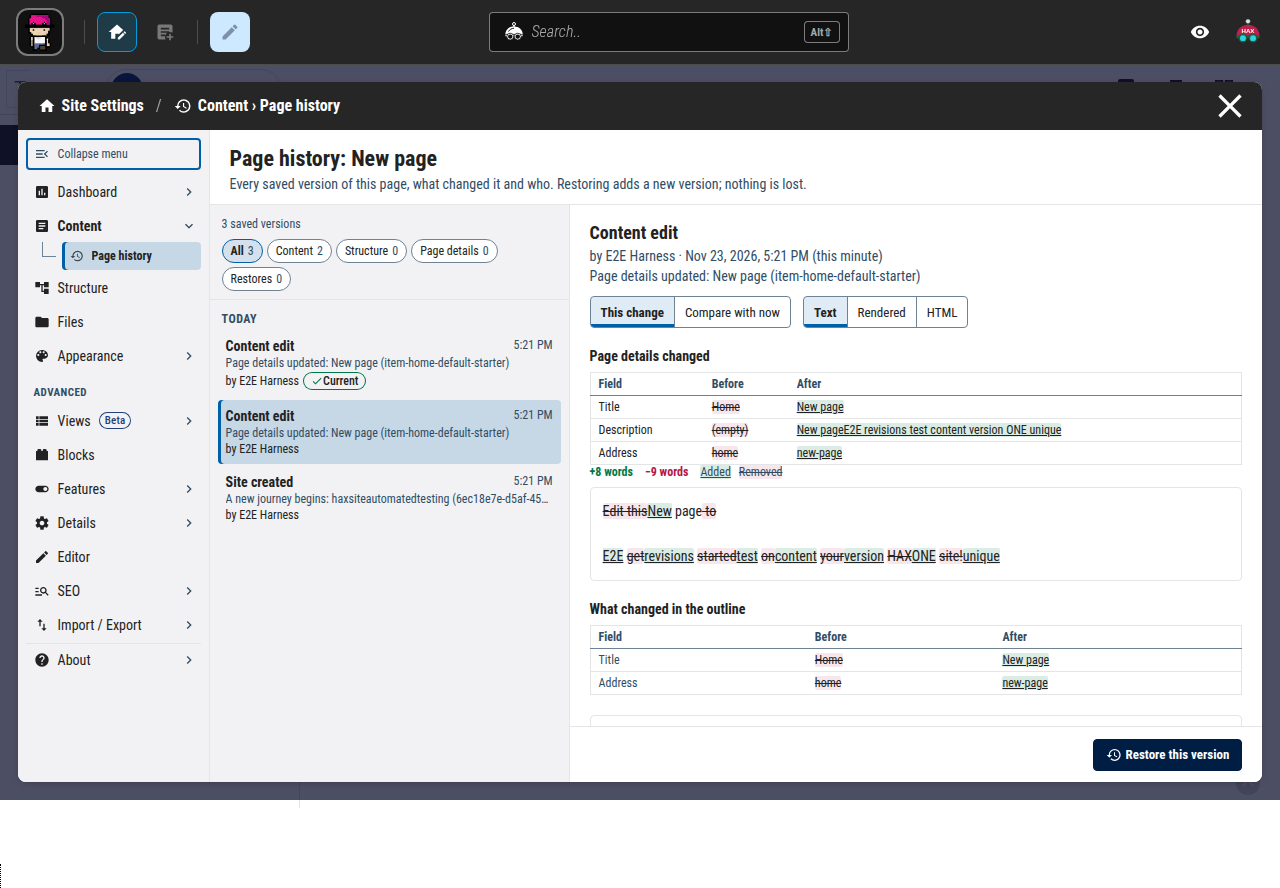 Search..
Alt⇧
HAX
Site Settings / Content › Page history
Collapse menu
Dashboard
Content
Page history
Structure
Files
Appearance
ADVANCED
Views Beta
Blocks
Features
Details
Editor
SEO
Import / Export
About
Page history: New page
Every saved version of this page, what changed it and who. Restoring adds a new version; nothing is lost.
3 saved versions
All 3 Content 2 Structure 0 Page details 0
Restores 0
TODAY
Content edit 5:21 PM
Page details updated: New page (item-home-default-starter)
by E2E Harness Current
Content edit 5:21 PM
Page details updated: New page (item-home-default-starter)
by E2E Harness
Site created 5:21 PM
A new journey begins: haxsiteautomatedtesting (6ec18e7e-d5af-45...
by E2E Harness
Content edit
by E2E Harness · Nov 23, 2026, 5:21 PM (this minute)
Page details updated: New page (item-home-default-starter)
This change Compare with now Text Rendered HTML
Page details changed
Field Before After
Title Home New page
Description (empty) New pageE2E revisions test content version ONE unique
Address home new-page
+8 words −9 words Added Removed
Edit thisNew page to
E2E getrevisions startedtest oncontent yourversion HAXONE site!unique
What changed in the outline
Field Before After
Title Home New page
Address home new-page
Restore this version